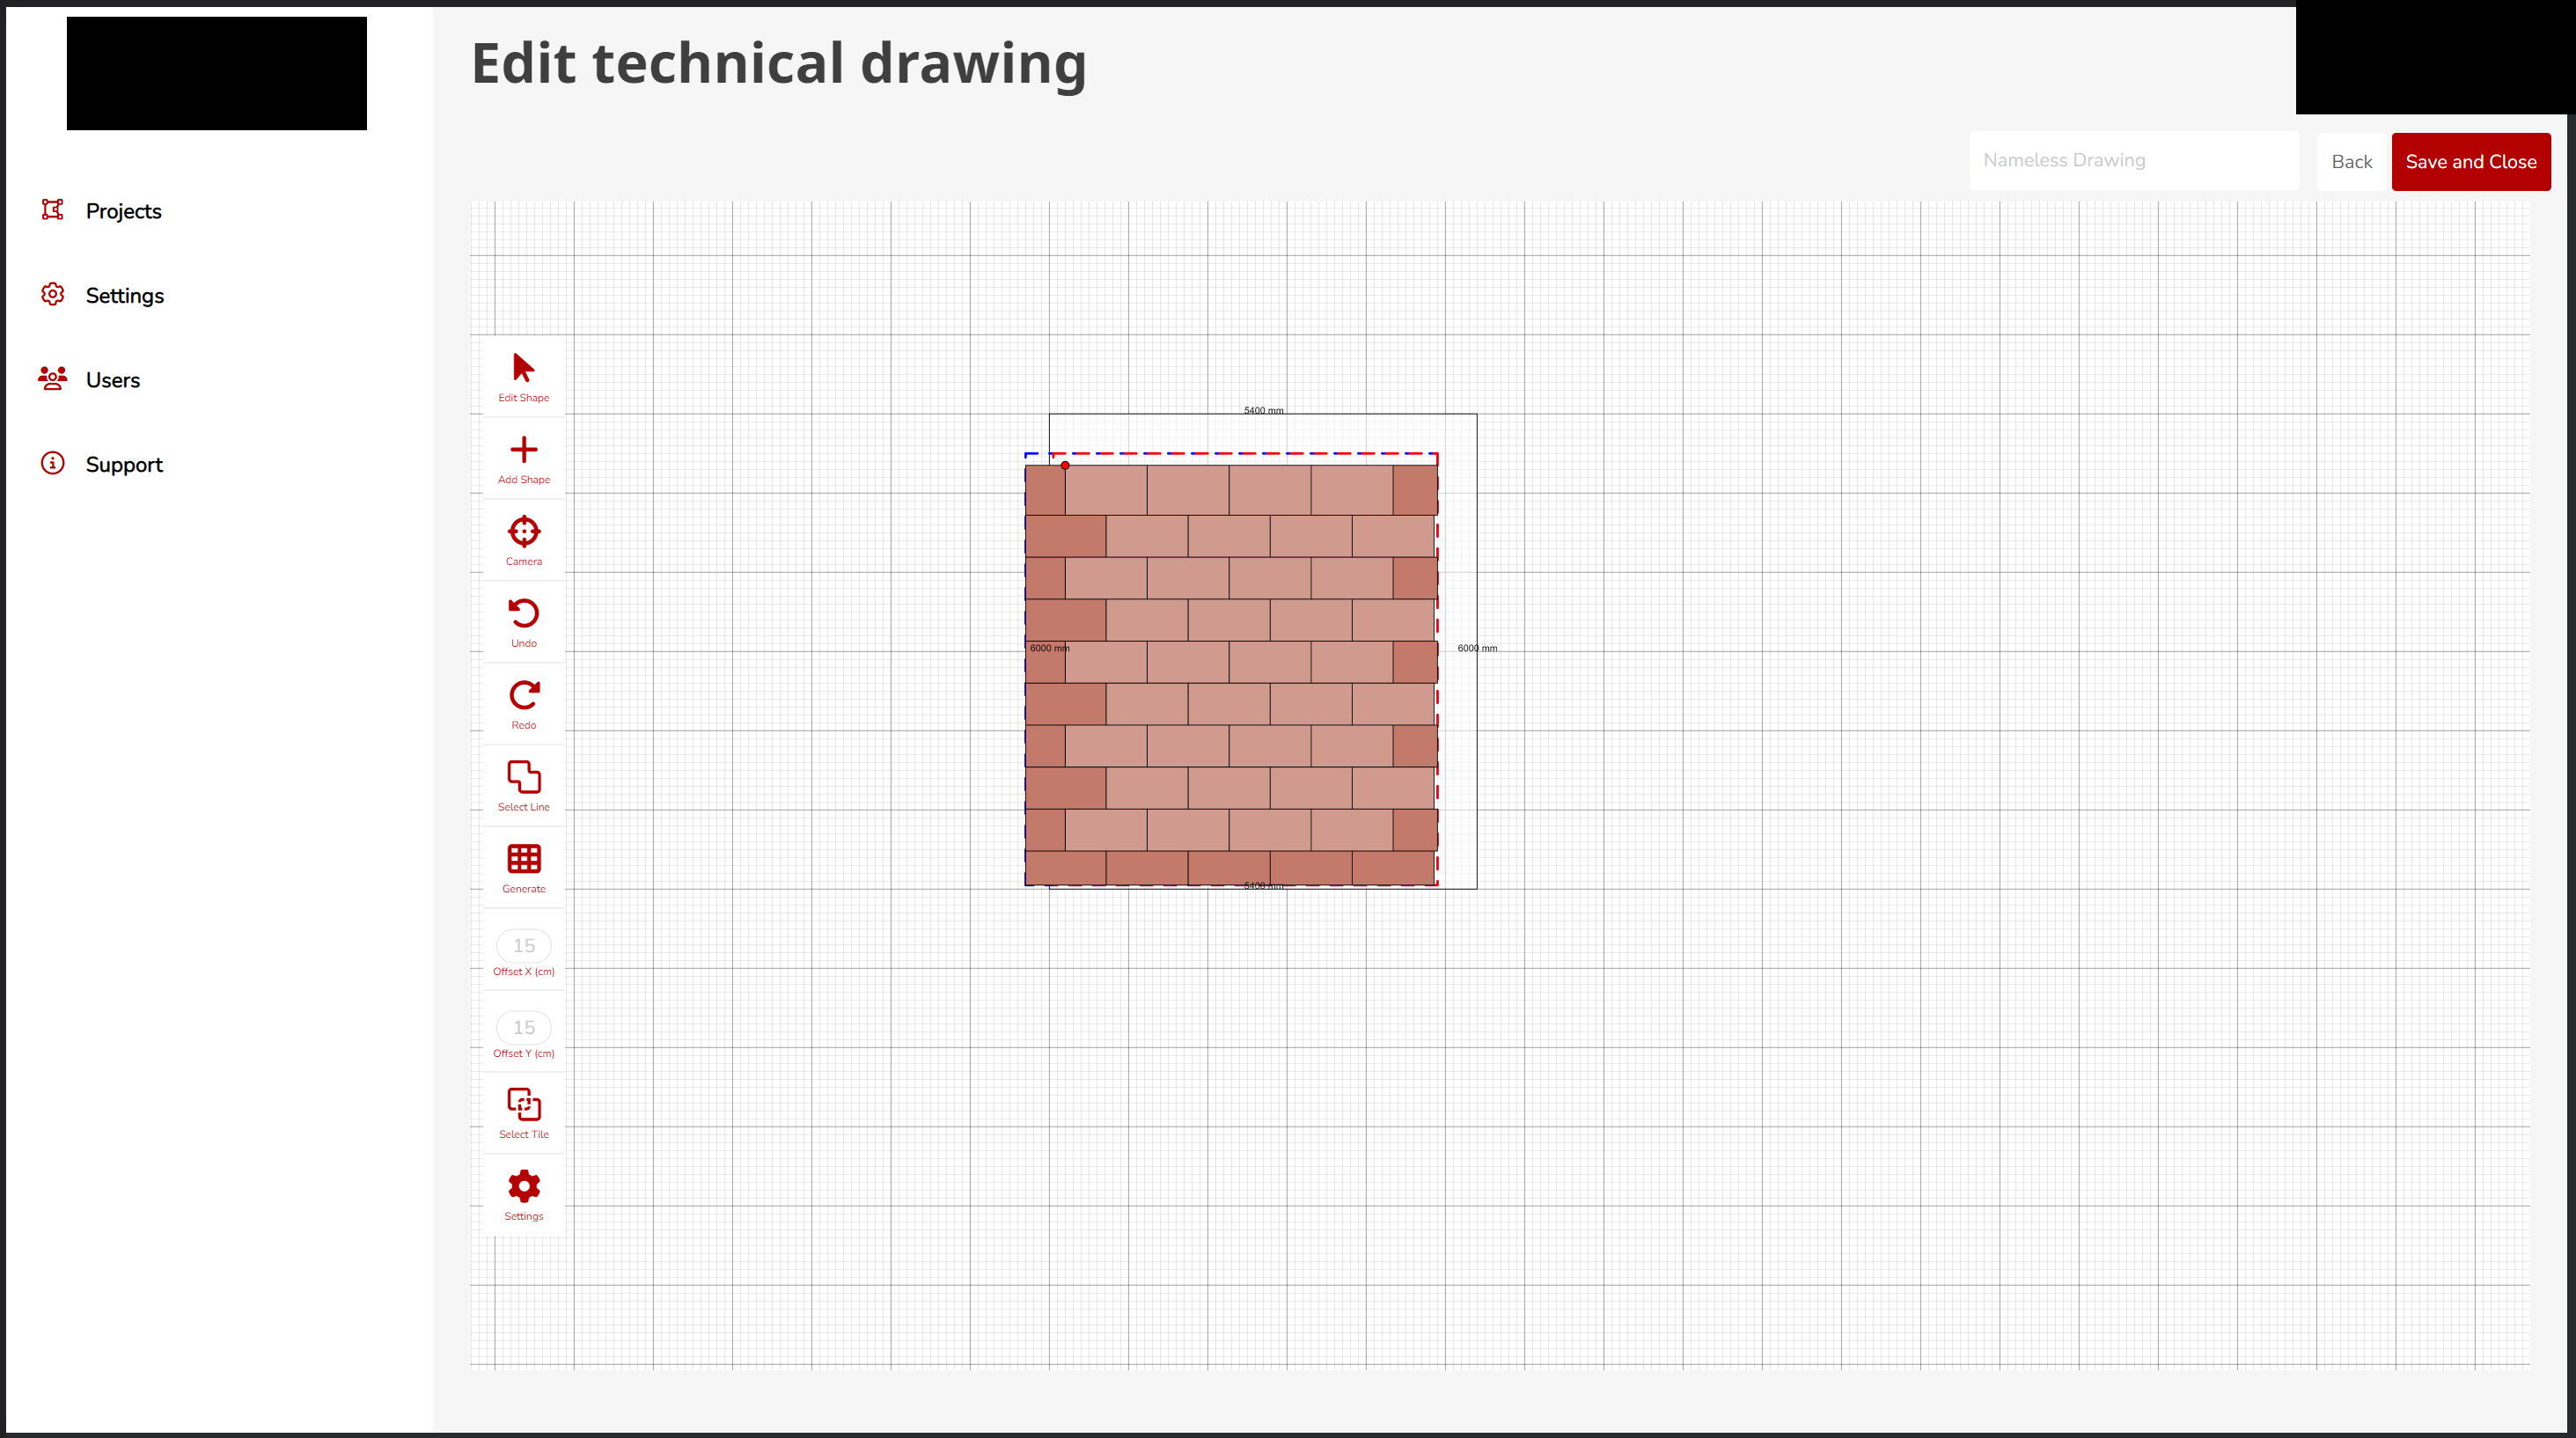 Edit technical drawing
Nameless Drawing
Back
Save and Close
Projects
Settings
Users
Support
Edit Shape
Add Shape
Camera
Undo
Redo
Select Line
Generate
15
Offset X (cm)
15
Offset Y (cm)
Select Tile
Settings
5400 mm
6000 mm
6000 mm
5400 mm